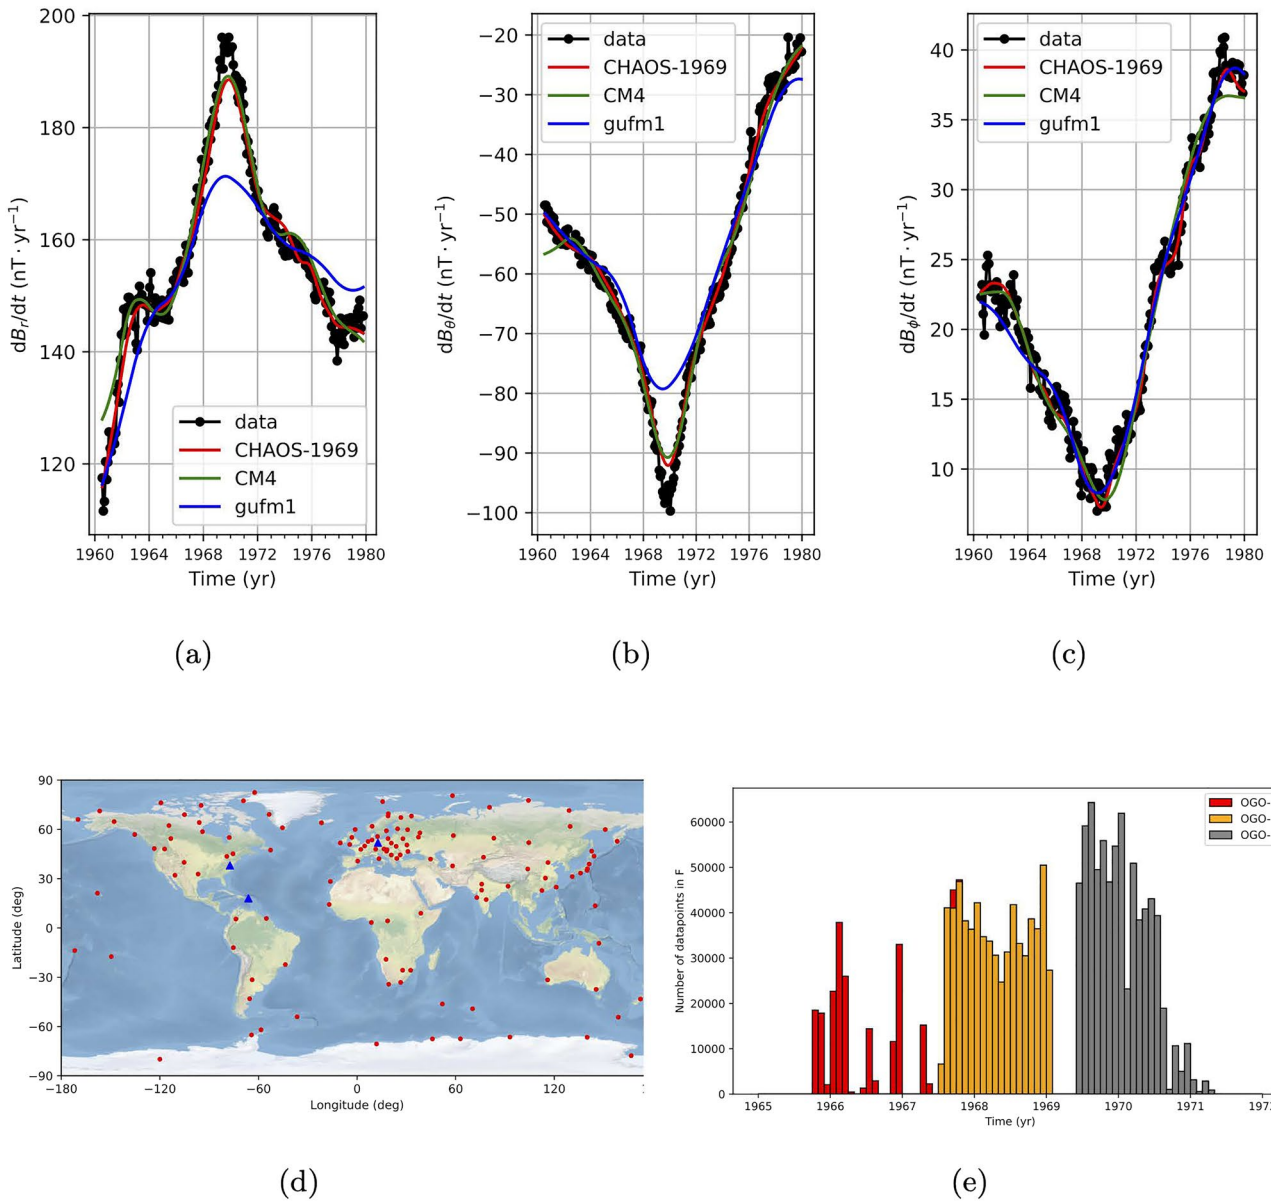 200
180
160
140
120
dB_r/dt (nT · yr⁻¹)
data
CHAOS-1969
CM4
gufm1
1960 1964 1968 1972 1976 1980
Time (yr)
(a)
−20
−30
−40
−50
−60
−70
−80
−90
−100
dB_θ/dt (nT · yr⁻¹)
data
CHAOS-1969
CM4
gufm1
1960 1964 1968 1972 1976 1980
Time (yr)
(b)
40
35
30
25
20
15
10
dB_ϕ/dt (nT · yr⁻¹)
data
CHAOS-1969
CM4
gufm1
1960 1964 1968 1972 1976 1980
Time (yr)
(c)
90
60
30
0
−30
−60
−90
Latitude (deg)
−180 −120 −60 0 60 120
Longitude (deg)
(d)
60000
50000
40000
30000
20000
10000
0
Number of datapoints in F
OGO-
OGO-
OGO-
1965 1966 1967 1968 1969 1970 1971 197
Time (yr)
(e)